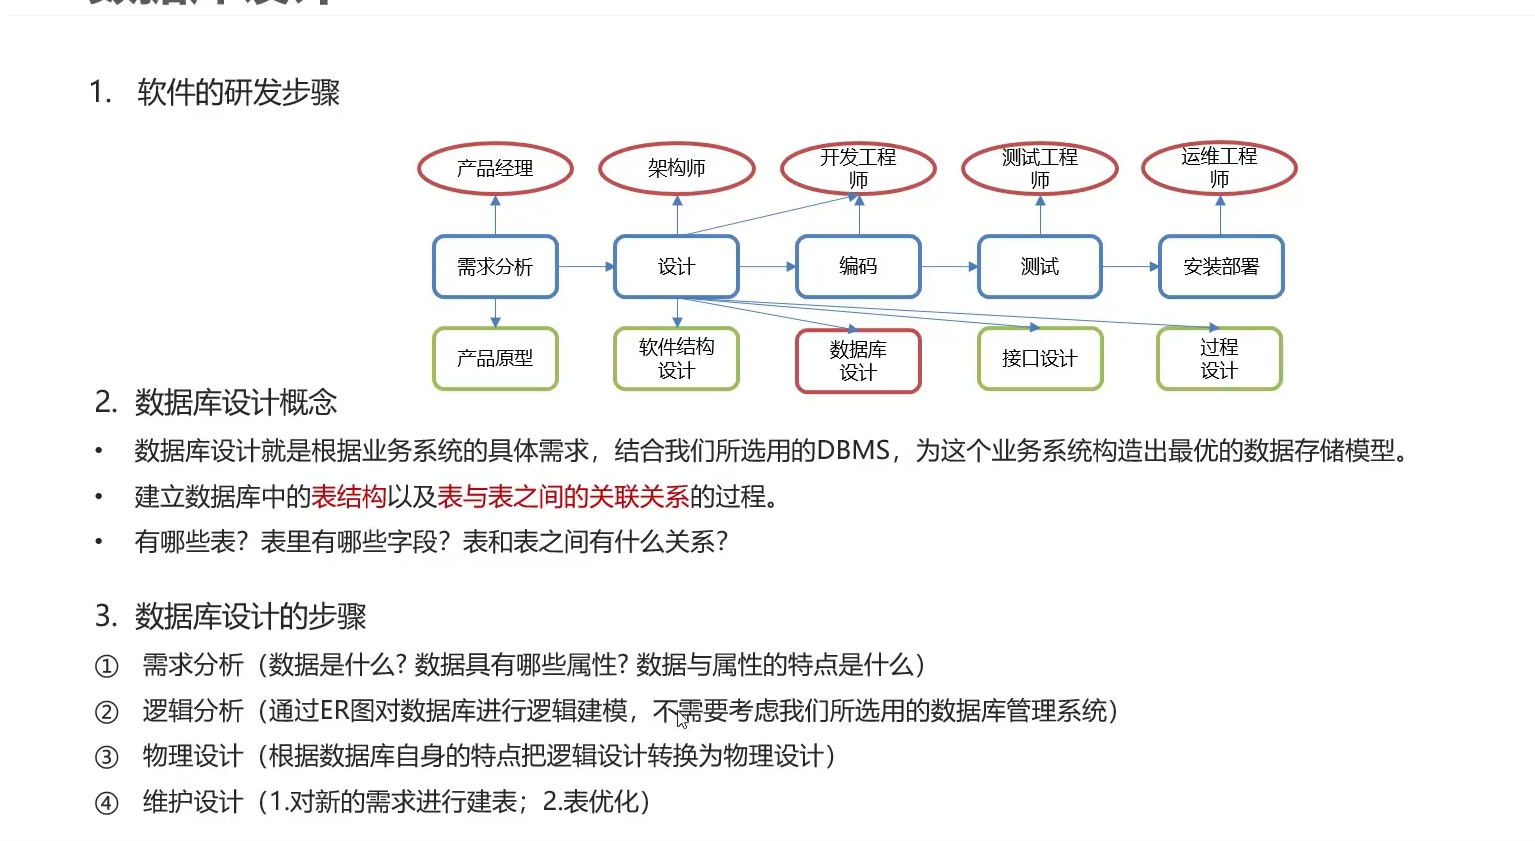 数据库设计
1. 软件的研发步骤
产品经理 架构师 开发工程师 测试工程师 运维工程师
需求分析 设计 编码 测试 安装部署
产品原型 软件结构设计 数据库设计 接口设计 过程设计
2. 数据库设计概念
• 数据库设计就是根据业务系统的具体需求，结合我们所选用的DBMS，为这个业务系统构造出最优的数据存储模型。
• 建立数据库中的表结构以及表与表之间的关联关系的过程。
• 有哪些表？表里有哪些字段？表和表之间有什么关系？
3. 数据库设计的步骤
① 需求分析（数据是什么? 数据具有哪些属性? 数据与属性的特点是什么）
② 逻辑分析（通过ER图对数据库进行逻辑建模，不需要考虑我们所选用的数据库管理系统）
③ 物理设计（根据数据库自身的特点把逻辑设计转换为物理设计）
④ 维护设计（1.对新的需求进行建表；2.表优化）